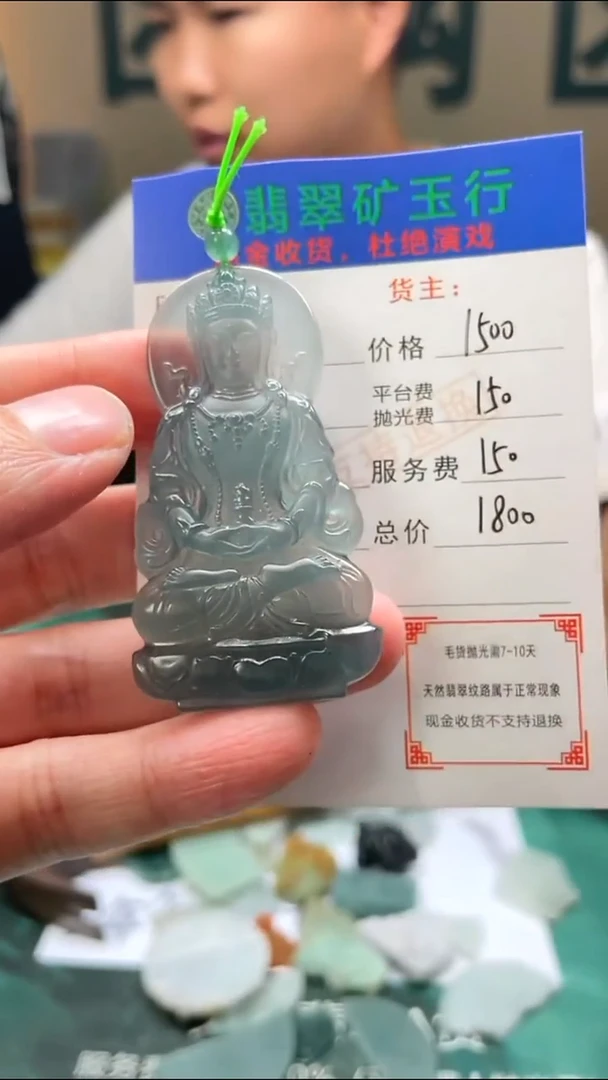 翡翠矿玉行
金收货，杜绝演戏
货主：
价格 1500
平台费
抛光费 150
服务费 150
总价 1800
毛货抛光需7-10天
天然翡翠纹路属于正常现象
现金收货不支持退换
服务